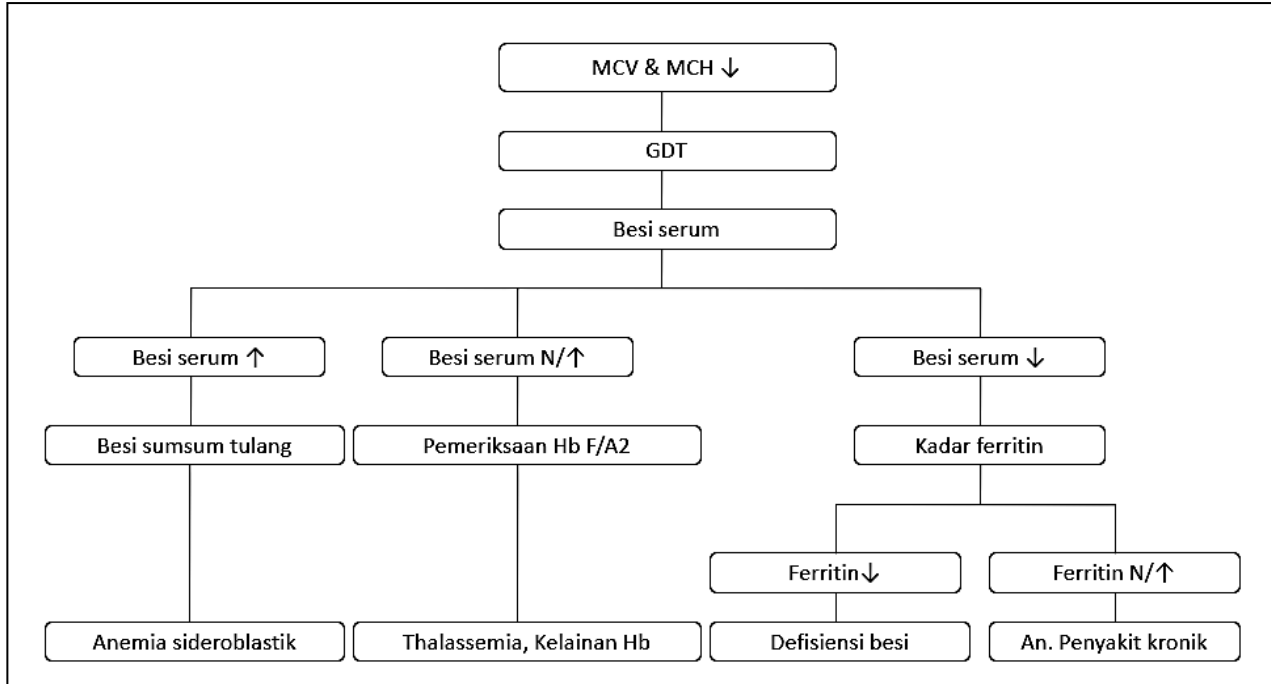 MCV & MCH ↓
GDT
Besi serum
Besi serum ↑
Besi serum N/↑
Besi serum ↓
Besi sumsum tulang
Pemeriksaan Hb F/A2
Kadar ferritin
Ferritin↓
Ferritin N/↑
Anemia sideroblastik
Thalassemia, Kelainan Hb
Defisiensi besi
An. Penyakit kronik